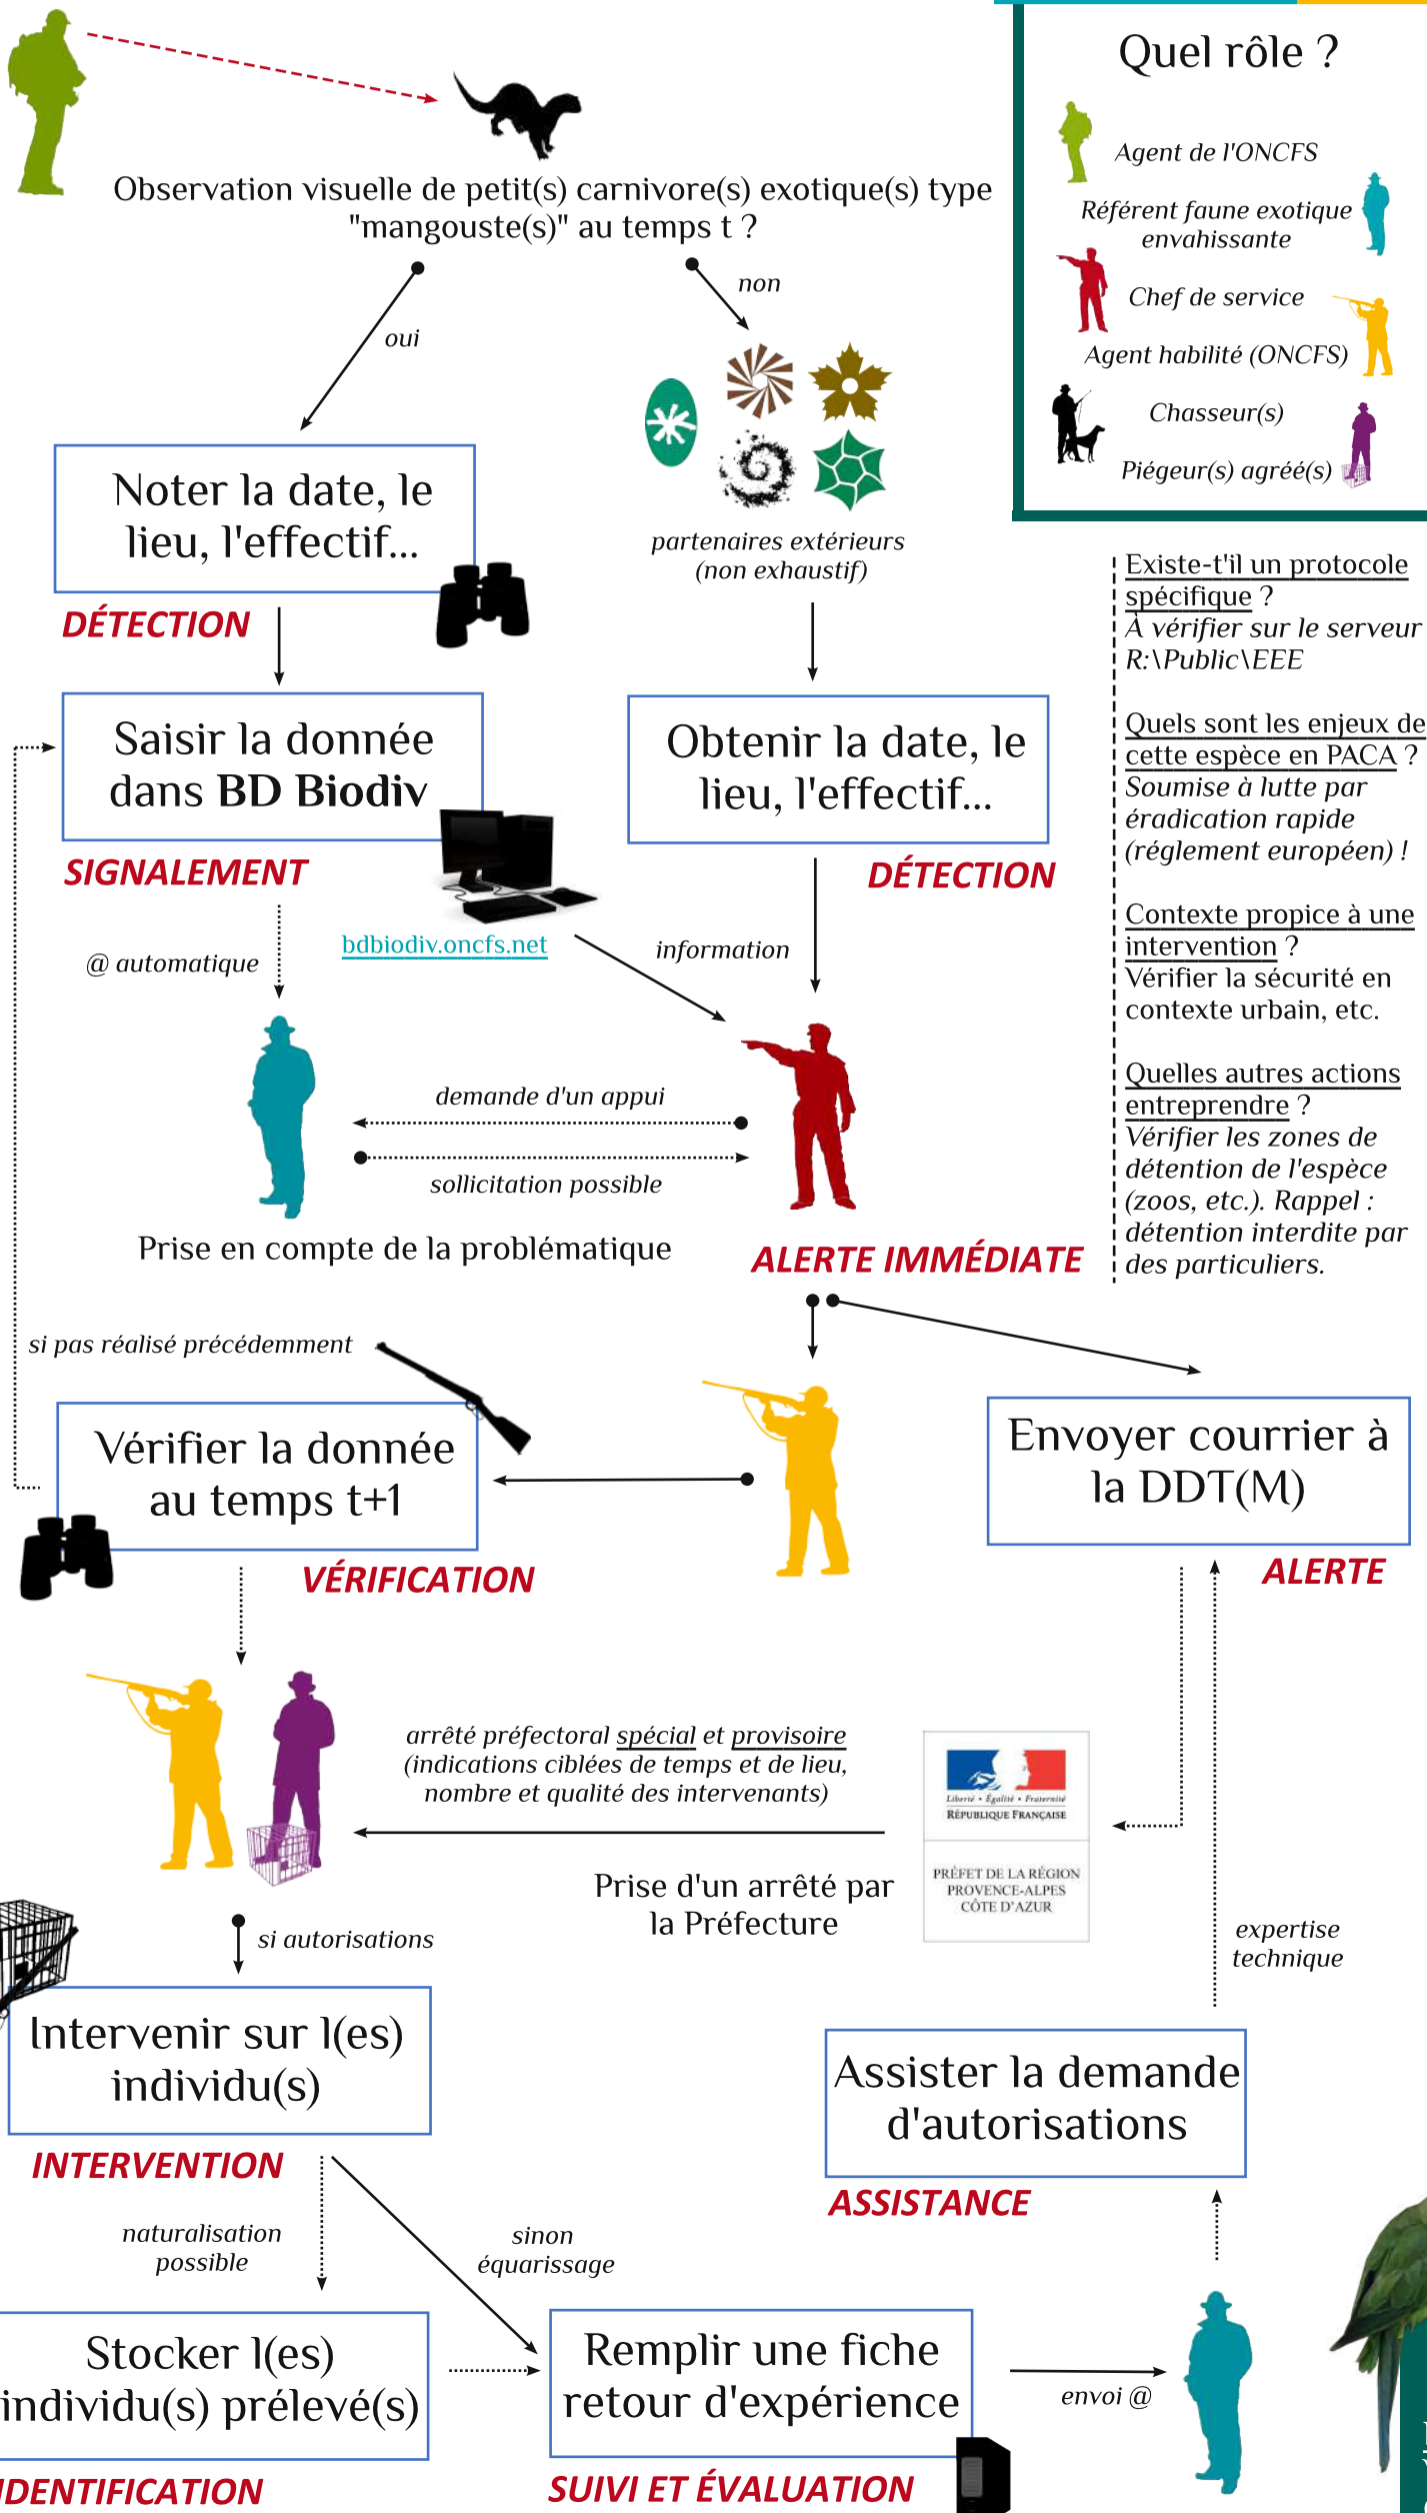 Quel rôle ?
Agent de l'ONCFS
Référent faune exotique
envahissante
Chef de service
Agent habilité (ONCFS)
Chasseur(s)
Piégeur(s) agréé(s)
Observation visuelle de petit(s) carnivore(s) exotique(s) type
"mangouste(s)" au temps t ?
oui
non
partenaires extérieurs
(non exhaustif)
Noter la date, le
lieu, l'effectif...
DÉTECTION
Saisir la donnée
dans BD Biodiv
SIGNALEMENT
@ automatique
bdbiodiv.oncfs.net
information
Obtenir la date, le
lieu, l'effectif...
DÉTECTION
Existe-t'il un protocole
spécifique ?
À vérifier sur le serveur
R:\Public\EEE
Quels sont les enjeux de
cette espèce en PACA ?
Soumise à lutte par
éradication rapide
(réglement européen) !
Contexte propice à une
intervention ?
Vérifier la sécurité en
contexte urbain, etc.
Quelles autres actions
entreprendre ?
Vérifier les zones de
détention de l'espèce
(zoos, etc.). Rappel :
détention interdite par
des particuliers.
demande d'un appui
sollicitation possible
Prise en compte de la problématique
ALERTE IMMÉDIATE
si pas réalisé précédemment
Vérifier la donnée
au temps t+1
VÉRIFICATION
Envoyer courrier à
la DDT(M)
ALERTE
arrêté préfectoral spécial et provisoire
(indications ciblées de temps et de lieu,
nombre et qualité des intervenants)
Prise d'un arrêté par
la Préfecture
Liberté • Égalité • Fraternité
RÉPUBLIQUE FRANÇAISE
PRÉFET DE LA RÉGION
PROVENCE-ALPES
CÔTE D'AZUR
expertise
technique
si autorisations
Intervenir sur l(es)
individu(s)
INTERVENTION
Assister la demande
d'autorisations
ASSISTANCE
naturalisation
possible
sinon
équarissage
Stocker l(es)
individu(s) prélevé(s)
IDENTIFICATION
Remplir une fiche
retour d'expérience
SUIVI ET ÉVALUATION
envoi @